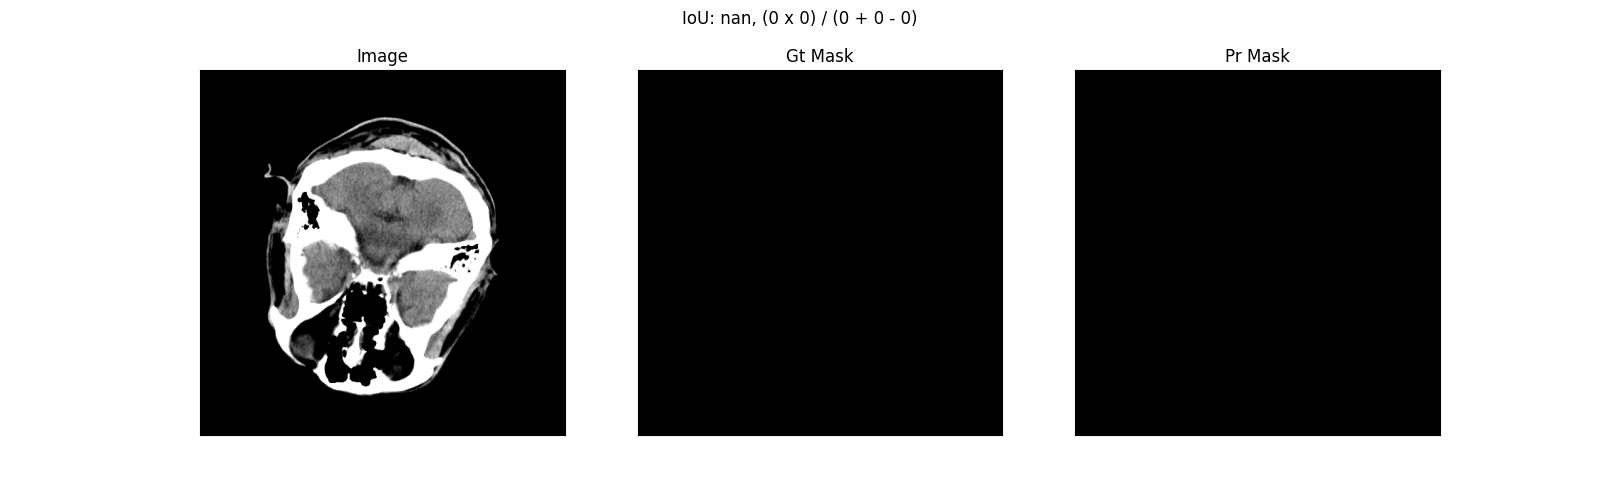 IoU: nan, (0 x 0) / (0 + 0 - 0)
Image
Gt Mask
Pr Mask